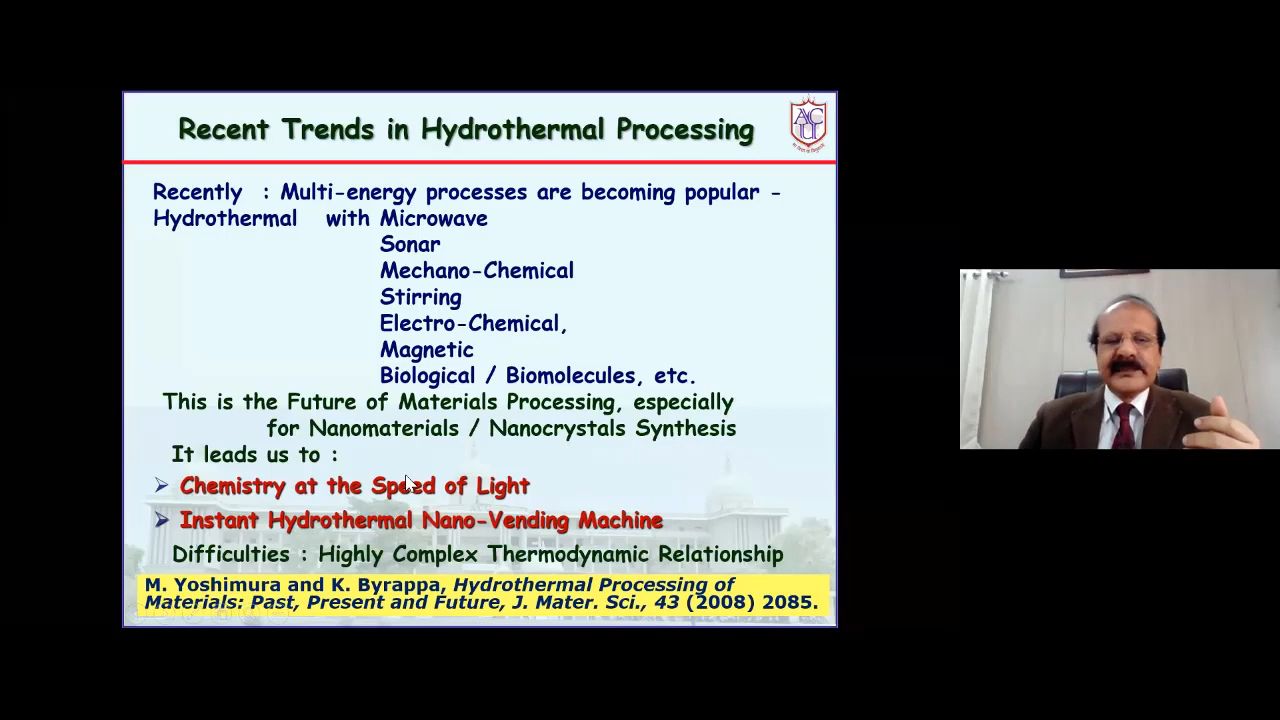 Recent Trends in Hydrothermal Processing
ACU
Recently : Multi-energy processes are becoming popular -
Hydrothermal with Microwave
Sonar
Mechano-Chemical
Stirring
Electro-Chemical,
Magnetic
Biological / Biomolecules, etc.
This is the Future of Materials Processing, especially
for Nanomaterials / Nanocrystals Synthesis
It leads us to :
Chemistry at the Speed of Light
Instant Hydrothermal Nano-Vending Machine
Difficulties : Highly Complex Thermodynamic Relationship
M. Yoshimura and K. Byrappa, Hydrothermal Processing of
Materials: Past, Present and Future, J. Mater. Sci., 43 (2008) 2085.